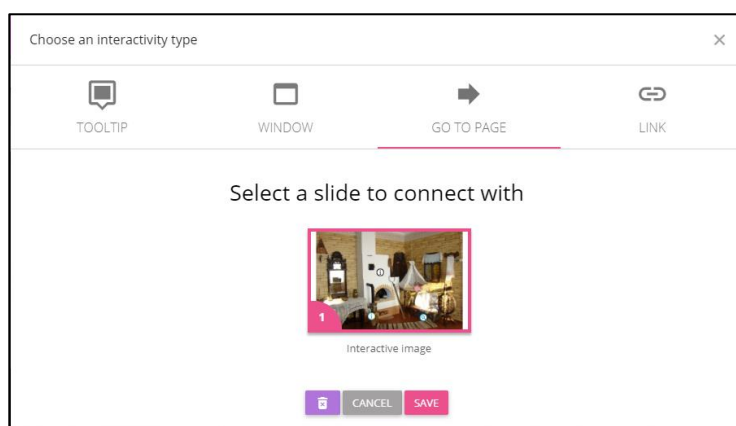 Choose an interactivity type
TOOLTIP
WINDOW
GO TO PAGE
LINK
Select a slide to connect with
1
Interactive image
CANCEL
SAVE